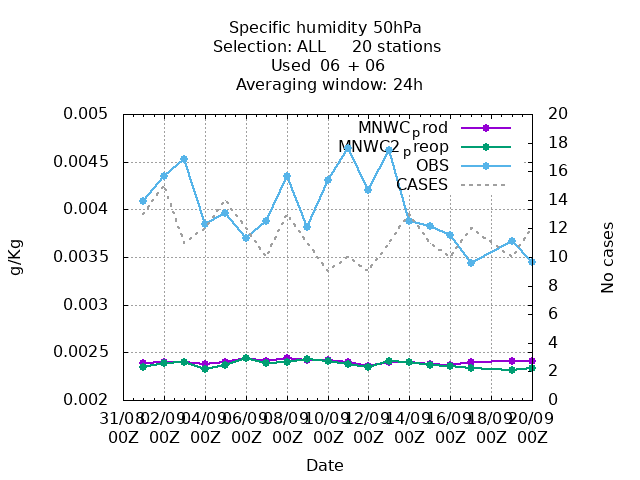 Specific humidity 50hPa
Selection: ALL 20 stations
Used 06 + 06
Averaging window: 24h
0.005
0.0045
0.004
0.0035
0.003
0.0025
0.002
g/Kg
20
18
16
14
12
10
8
6
4
2
0
No cases
MNWCprod
MNWC2preop
OBS
CASES
31/08 02/09 04/09 06/09 08/09 10/09 12/09 14/09 16/09 18/09 20/09
00Z 00Z 00Z 00Z 00Z 00Z 00Z 00Z 00Z 00Z 00Z
Date